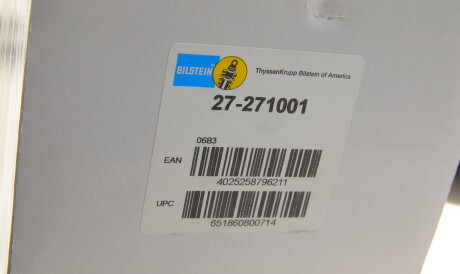 BILSTEIN
ThyssenKrupp Bilstein of America
27-271001
06B3
EAN
4025258796211
UPC
651860800714